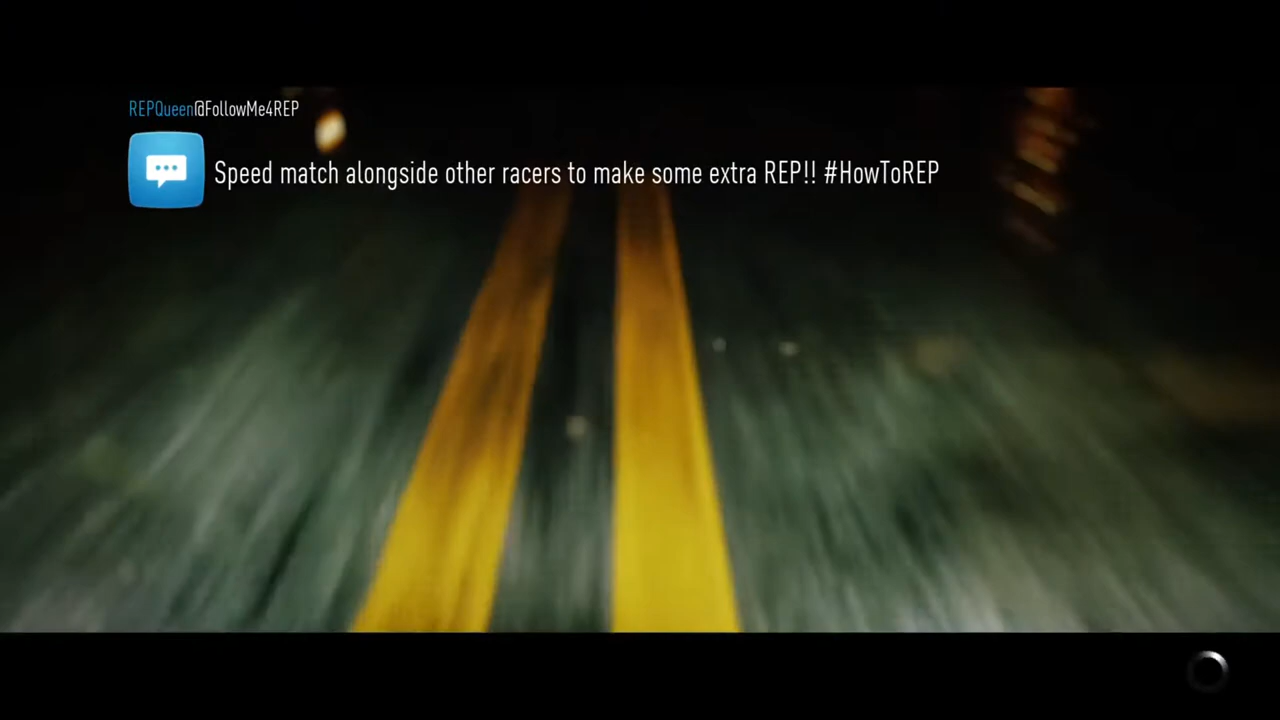 REPQueen@FollowMe4REP
Speed match alongside other racers to make some extra REP!! #HowToREP